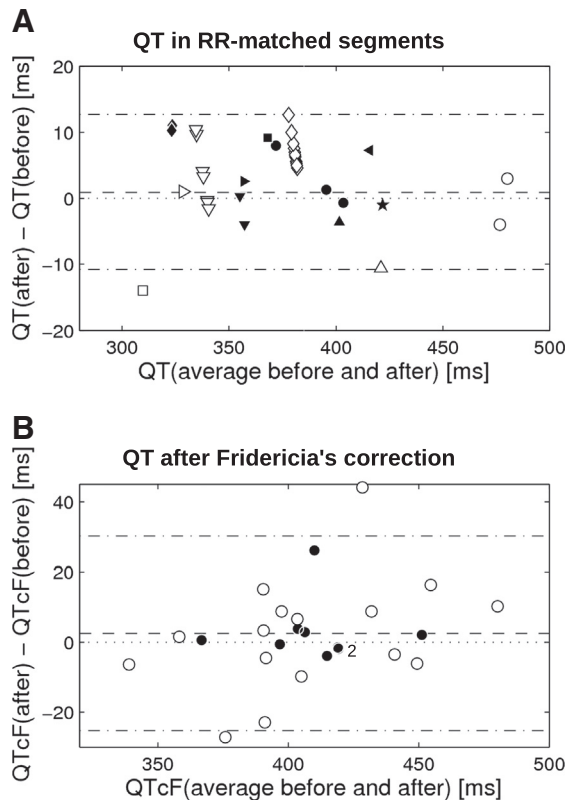 A
QT in RR-matched segments
QT(after) − QT(before) [ms]
20
10
0
−10
−20
300
350
400
450
500
QT(average before and after) [ms]
B
QT after Fridericia's correction
QTcF(after) − QTcF(before) [ms]
40
20
0
−20
2
350
400
450
500
QTcF(average before and after) [ms]